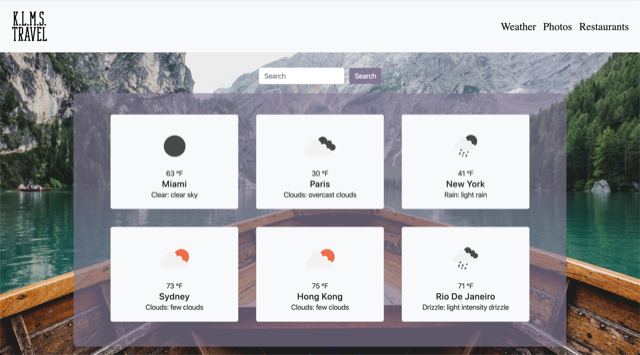 K.L.M.S.
TRAVEL
Weather Photos Restaurants
Search Search
63 °F
Miami
Clear: clear sky
30 °F
Paris
Clouds: overcast clouds
41 °F
New York
Rain: light rain
73 °F
Sydney
Clouds: few clouds
75 °F
Hong Kong
Clouds: few clouds
71 °F
Rio De Janeiro
Drizzle: light intensity drizzle